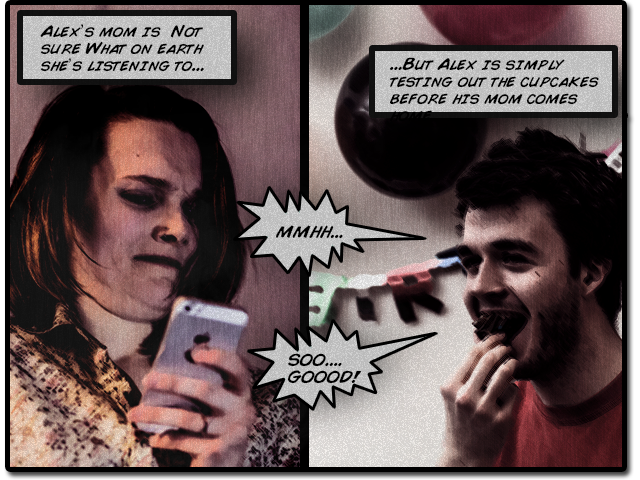 Alex's mom is Not
sure What on earth
she's listening to...
...But Alex is simply
testing out the cupcakes
before his mom comes
mmhh...
soo....
goood!